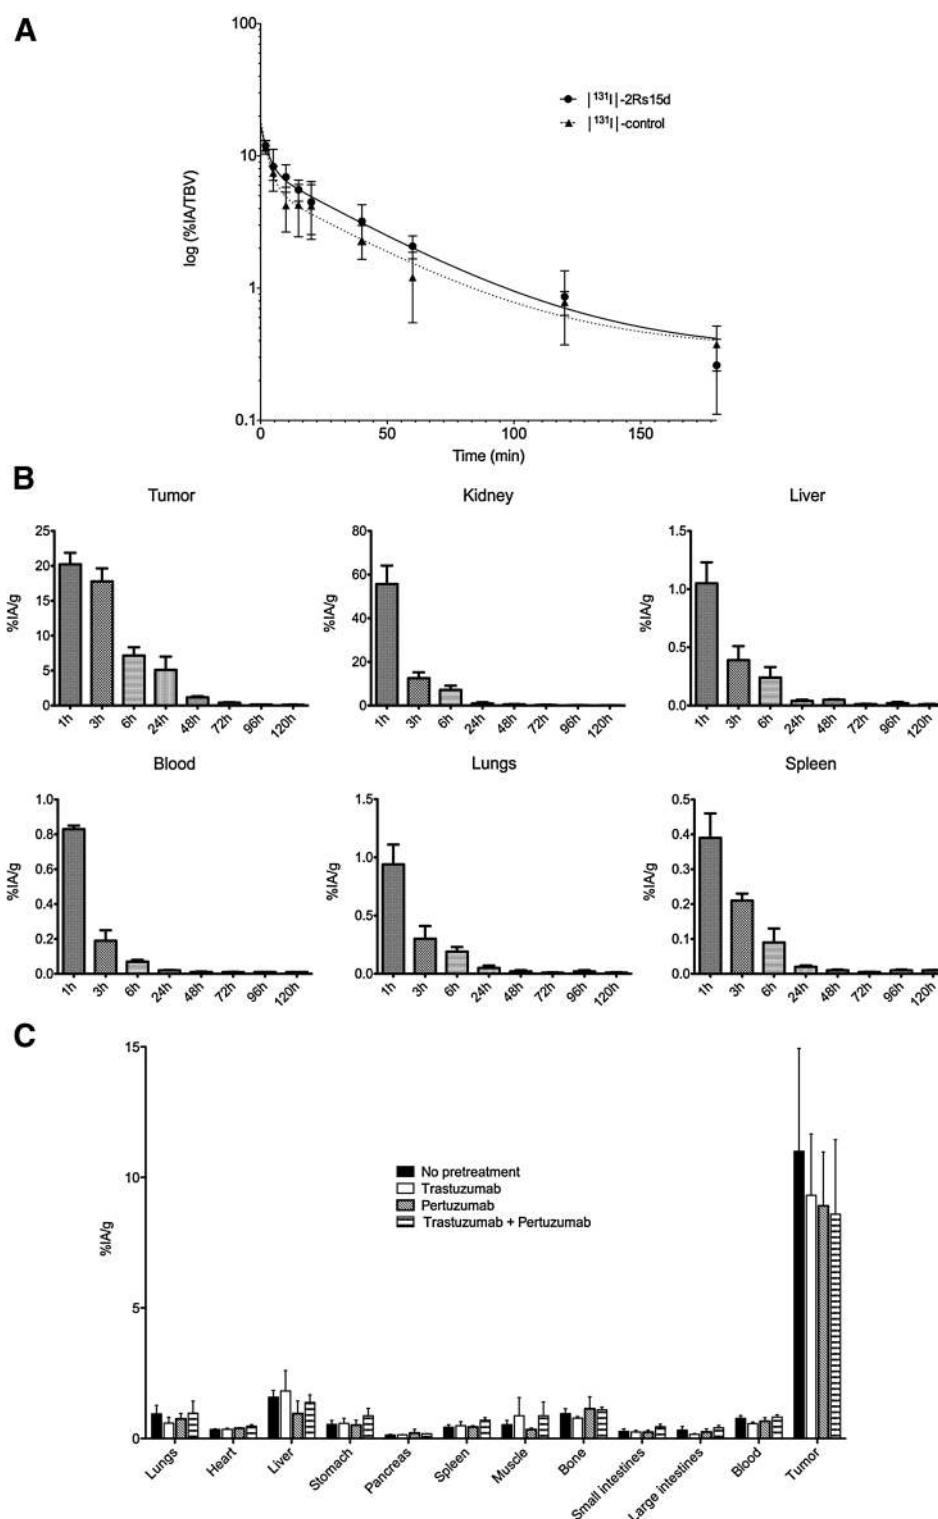 A
100
10
1
0.1
log (%IA/TBV)
|¹³¹I|-2Rs15d
|¹³¹I|-control
0 50 100 150
Time (min)
B
Tumor
25
20
15
10
5
0
%IA/g
1h 3h 6h 24h 48h 72h 96h 120h
Kidney
80
60
40
20
0
%IA/g
1h 3h 6h 24h 48h 72h 96h 120h
Liver
1.5
1.0
0.5
0.0
%IA/g
1h 3h 6h 24h 48h 72h 96h 120h
Blood
1.0
0.8
0.6
0.4
0.2
0.0
%IA/g
1h 3h 6h 24h 48h 72h 96h 120h
Lungs
1.5
1.0
0.5
0.0
%IA/g
1h 3h 6h 24h 48h 72h 96h 120h
Spleen
0.5
0.4
0.3
0.2
0.1
0.0
%IA/g
1h 3h 6h 24h 48h 72h 96h 120h
C
15
10
5
0
%IA/g
No pretreatment
Trastuzumab
Pertuzumab
Trastuzumab + Pertuzumab
Lungs Heart Liver Stomach Pancreas Spleen Muscle Bone Small intestines Large intestines Blood Tumor